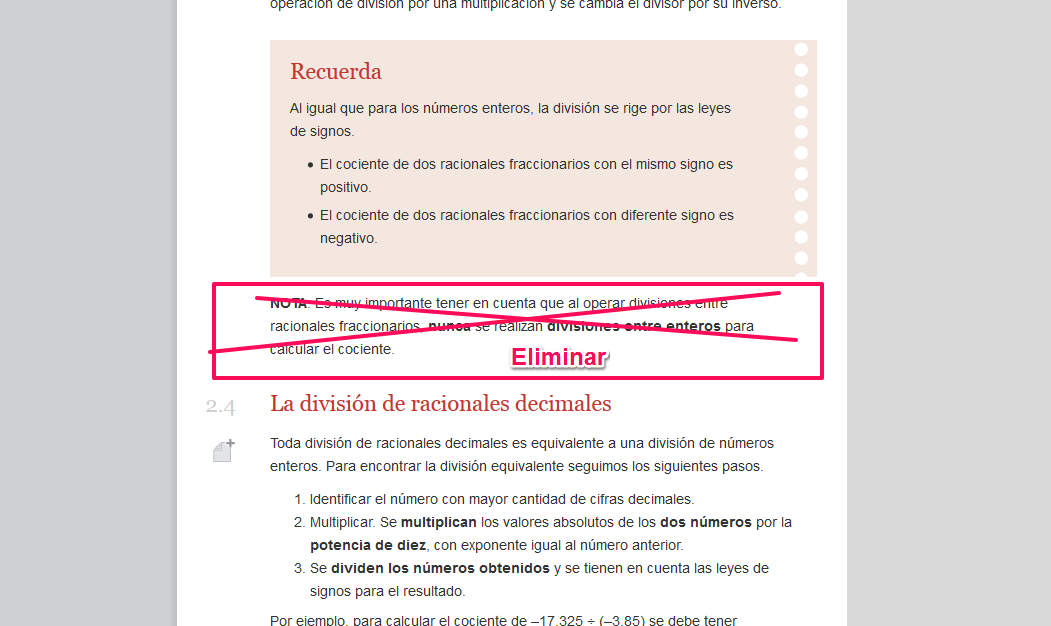 operación de división por una multiplicación y se cambia el divisor por su inverso.
Recuerda
Al igual que para los números enteros, la división se rige por las leyes
de signos.
• El cociente de dos racionales fraccionarios con el mismo signo es
positivo.
• El cociente de dos racionales fraccionarios con diferente signo es
negativo.
NOTA: Es muy importante tener en cuenta que al operar divisiones entre
racionales fraccionarios, nunca se realizan divisiones entre enteros para
calcular el cociente.
Eliminar
2.4 La división de racionales decimales
Toda división de racionales decimales es equivalente a una división de números
enteros. Para encontrar la división equivalente seguimos los siguientes pasos.
1. Identificar el número con mayor cantidad de cifras decimales.
2. Multiplicar. Se multiplican los valores absolutos de los dos números por la
potencia de diez, con exponente igual al número anterior.
3. Se dividen los números obtenidos y se tienen en cuenta las leyes de
signos para el resultado.
Por ejemplo, para calcular el cociente de –17,325 ÷ (–3,85) se debe tener